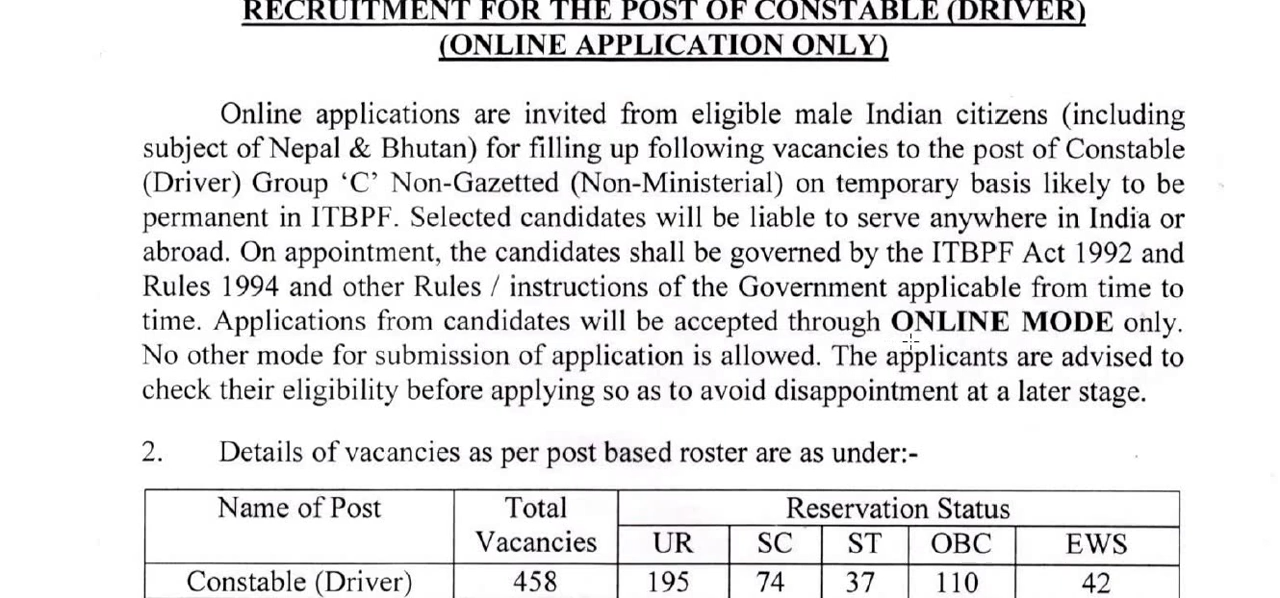 RECRUITMENT FOR THE POST OF CONSTABLE (DRIVER)
(ONLINE APPLICATION ONLY)
Online applications are invited from eligible male Indian citizens (including
subject of Nepal & Bhutan) for filling up following vacancies to the post of Constable
(Driver) Group ‘C’ Non-Gazetted (Non-Ministerial) on temporary basis likely to be
permanent in ITBPF. Selected candidates will be liable to serve anywhere in India or
abroad. On appointment, the candidates shall be governed by the ITBPF Act 1992 and
Rules 1994 and other Rules / instructions of the Government applicable from time to
time. Applications from candidates will be accepted through ONLINE MODE only.
No other mode for submission of application is allowed. The applicants are advised to
check their eligibility before applying so as to avoid disappointment at a later stage.
2. Details of vacancies as per post based roster are as under:-
Name of Post Total Vacancies Reservation Status
UR SC ST OBC EWS
Constable (Driver) 458 195 74 37 110 42